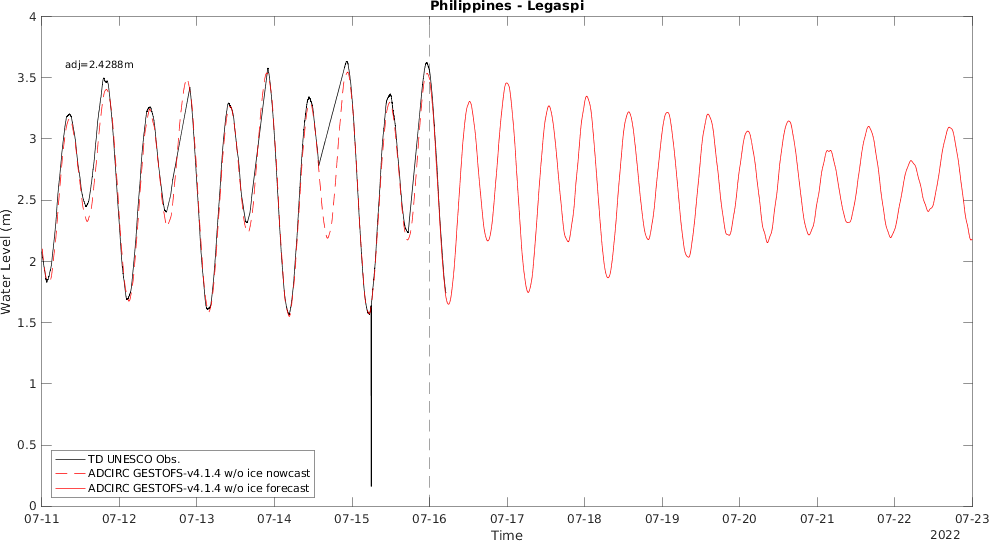 Philippines - Legaspi
adj=2.4288m
Water Level (m)
4
3.5
3
2.5
2
1.5
1
0.5
0
TD UNESCO Obs.
ADCIRC GESTOFS-v4.1.4 w/o ice nowcast
ADCIRC GESTOFS-v4.1.4 w/o ice forecast
07-11 07-12 07-13 07-14 07-15 07-16 07-17 07-18 07-19 07-20 07-21 07-22 07-23
Time
2022